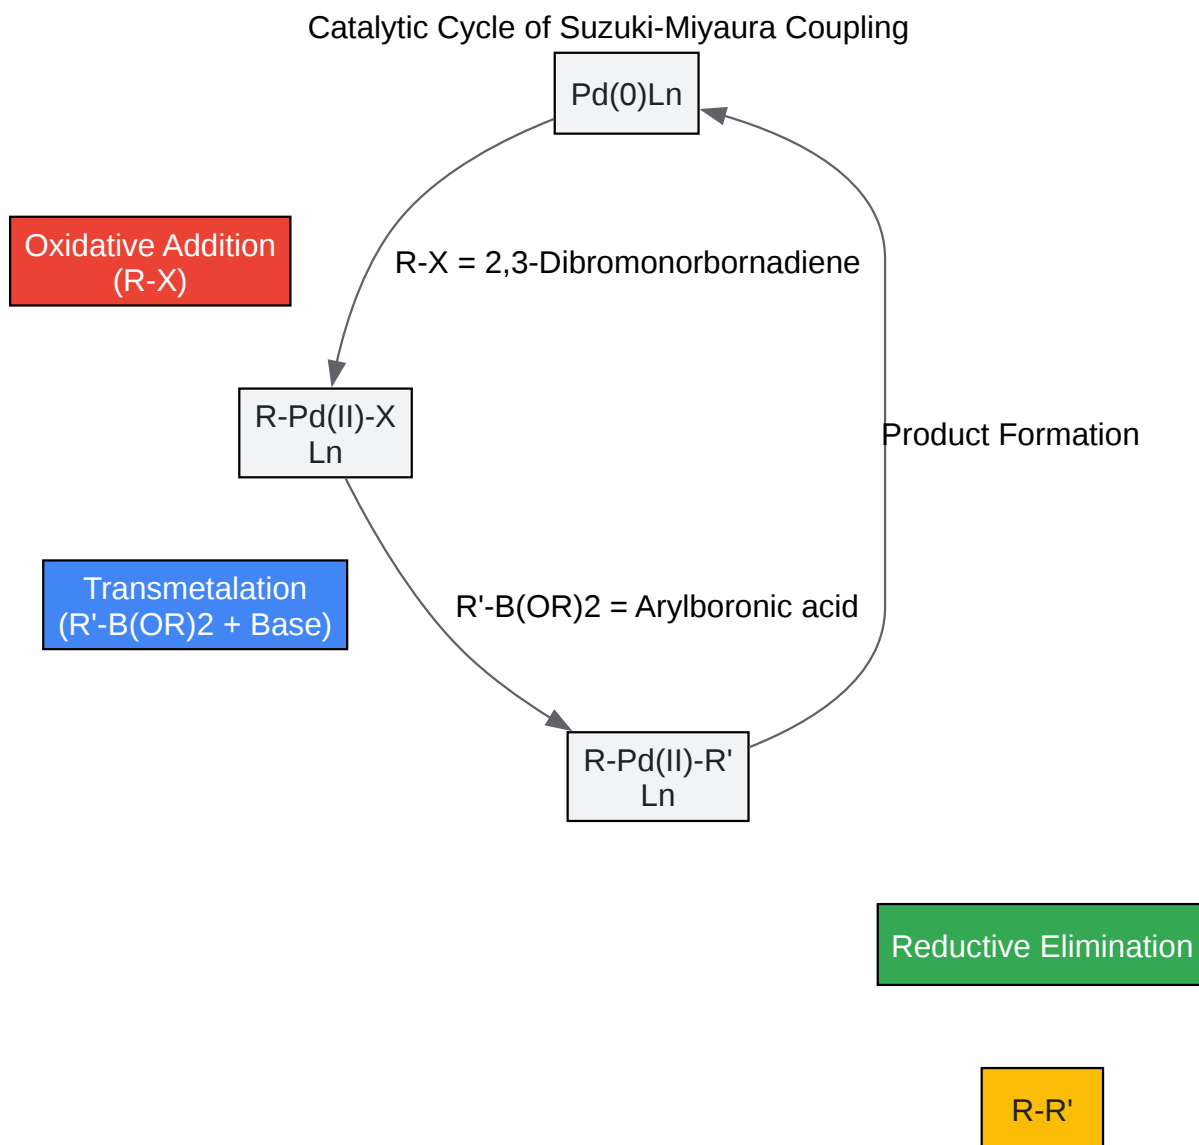 Catalytic Cycle of Suzuki-Miyaura Coupling
Pd(0)Ln
Oxidative Addition
(R-X)
R-X = 2,3-Dibromonorbornadiene
R-Pd(II)-X
Ln
Product Formation
Transmetalation
(R'-B(OR)2 + Base)
R'-B(OR)2 = Arylboronic acid
R-Pd(II)-R'
Ln
Reductive Elimination
R-R'